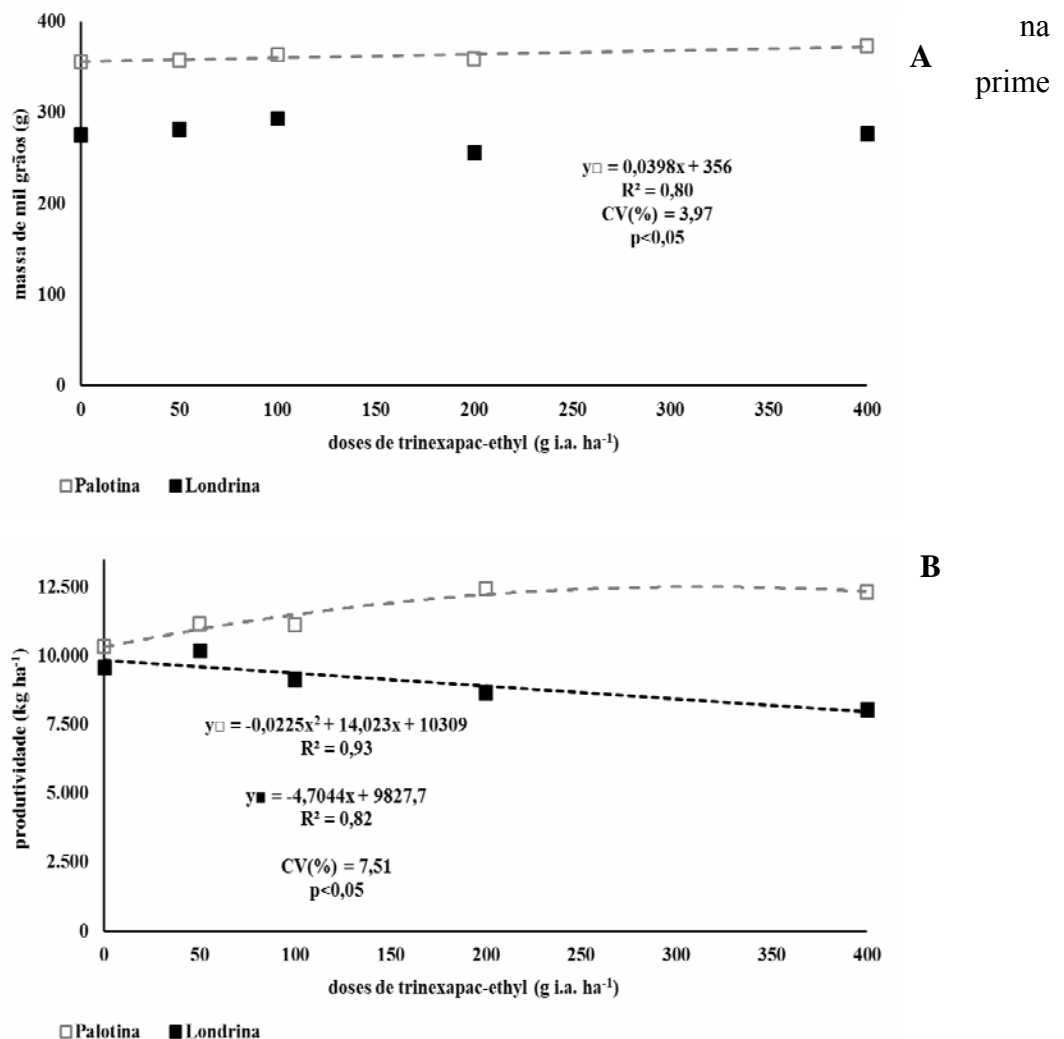 na
prime
A
400
300
200
100
0
massa de mil grãos (g)
y□ = 0,0398x + 356
R² = 0,80
CV(%) = 3,97
p<0,05
0 50 100 150 200 250 300 350 400
doses de trinexapac-ethyl (g i.a. ha⁻¹)
□Palotina ■Londrina
B
12.500
10.000
7.500
5.000
2.500
0
produtividade (kg ha⁻¹)
y□ = -0,0225x² + 14,023x + 10309
R² = 0,93
y■ = -4,7044x + 9827,7
R² = 0,82
CV(%) = 7,51
p<0,05
0 50 100 150 200 250 300 350 400
doses de trinexapac-ethyl (g i.a. ha⁻¹)
□Palotina ■Londrina